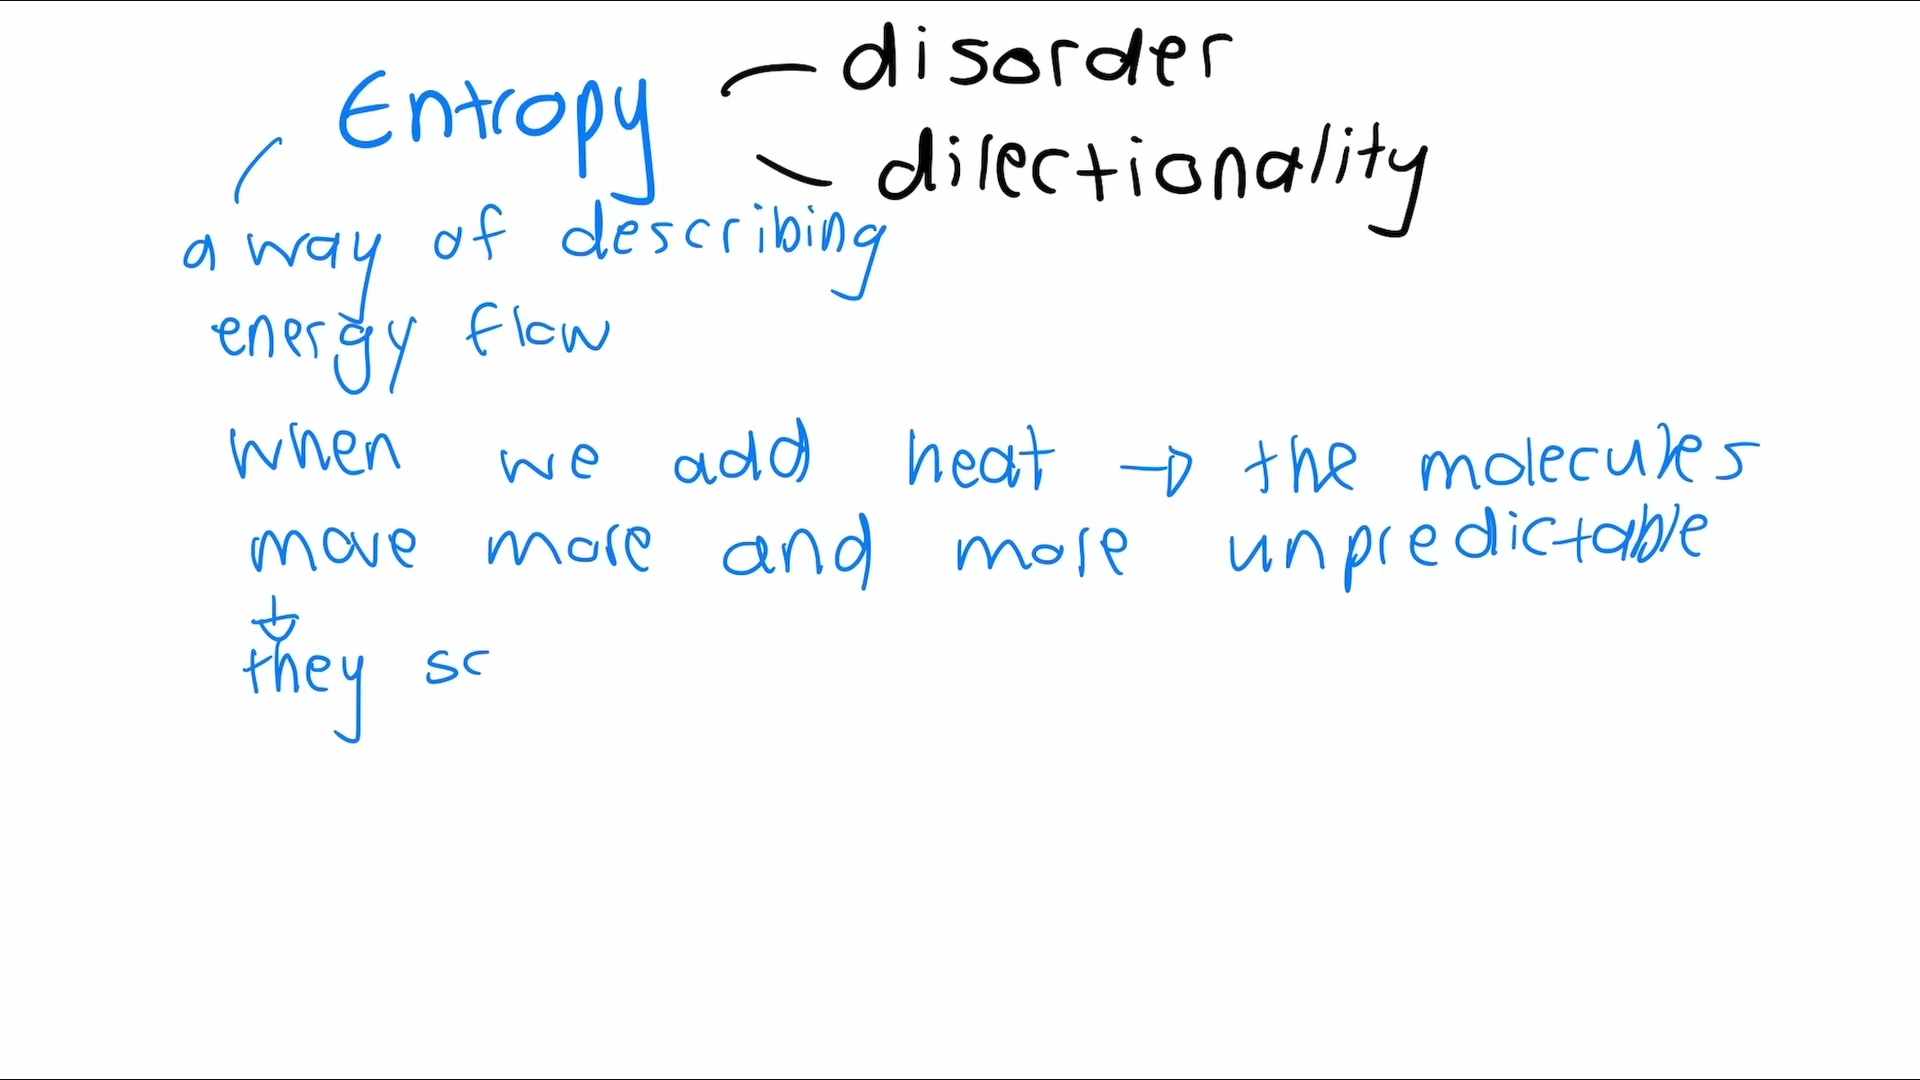 disorder
Entropy
directionality
a way of describing
energy flow
when we add heat → the molecules
move more and more unpredictable
they sc